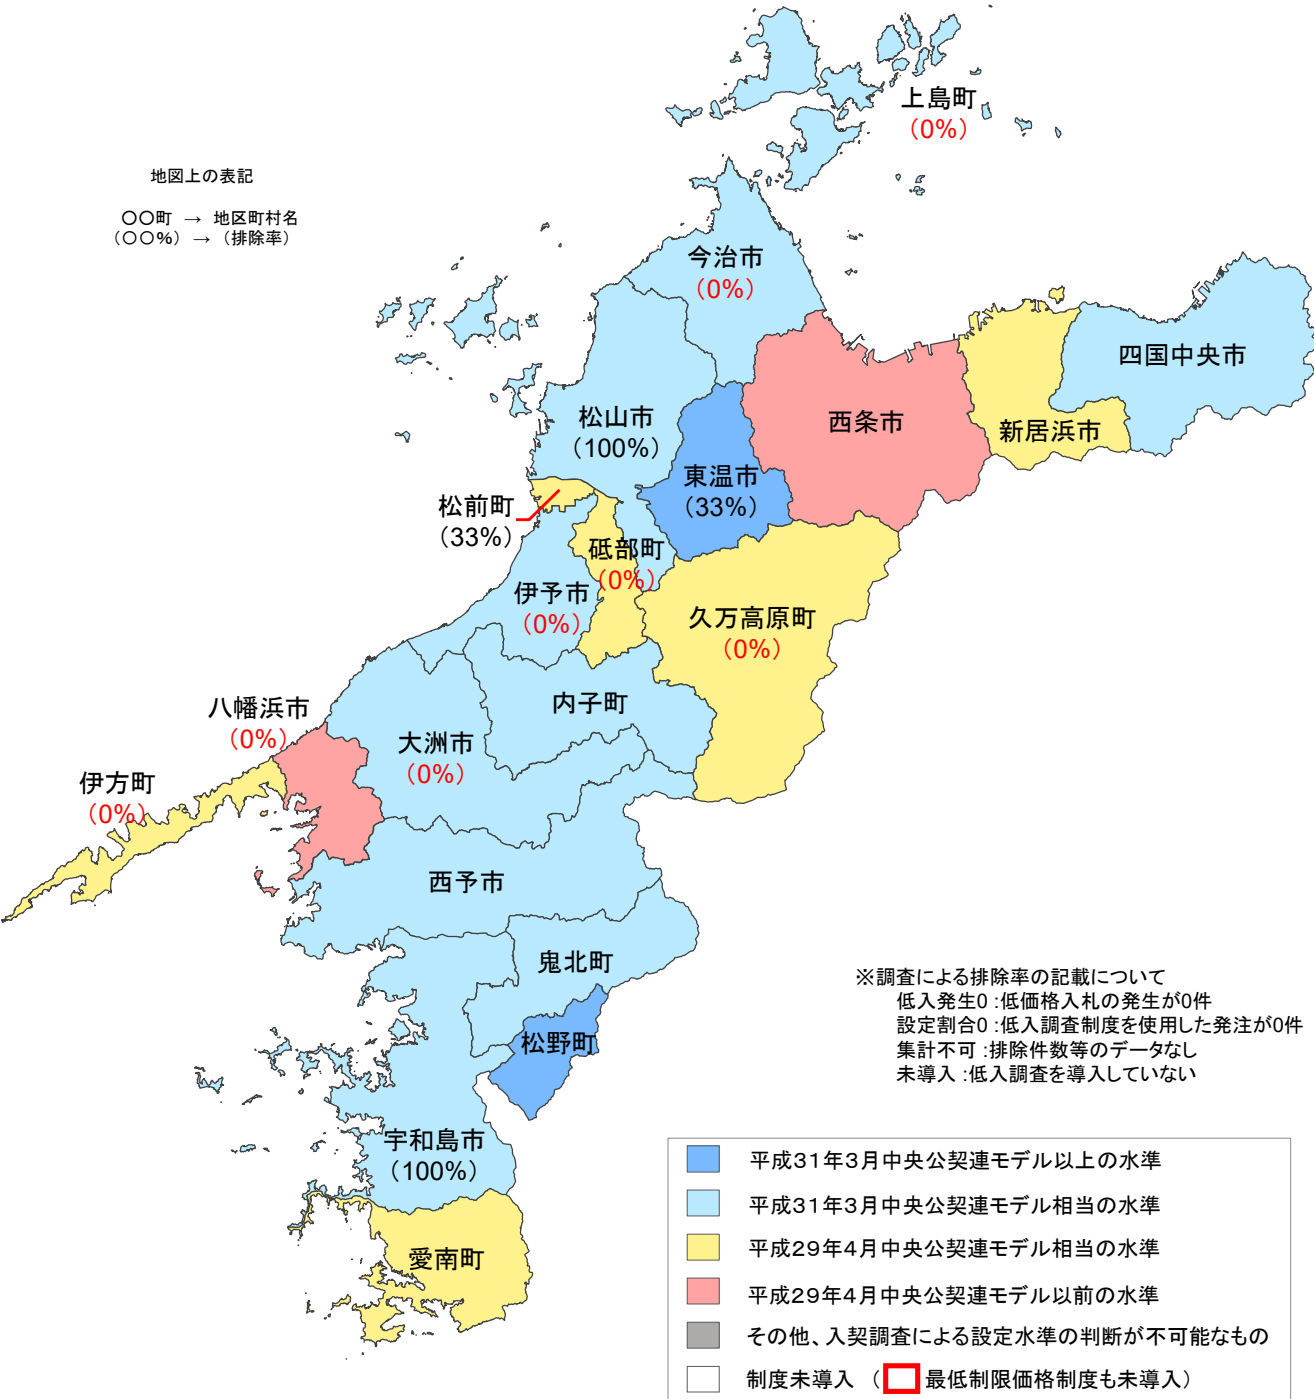 地図上の表記
〇〇町 → 地区町村名
（〇〇%）→（排除率）
上島町
（0%）
今治市
（0%）
四国中央市
松山市
（100%）
西条市
新居浜市
東温市
（33%）
松前町
（33%）
砥部町
（0%）
伊予市
（0%）
久万高原町
（0%）
内子町
八幡浜市
（0%）
大洲市
（0%）
伊方町
（0%）
西予市
鬼北町
松野町
宇和島市
（100%）
愛南町
※調査による排除率の記載について
低入発生0：低価格入札の発生が0件
設定割合0：低入調査制度を使用した発注が0件
集計不可：排除件数等のデータなし
未導入：低入調査を導入していない
平成31年3月中央公契連モデル以上の水準
平成31年3月中央公契連モデル相当の水準
平成29年4月中央公契連モデル相当の水準
平成29年4月中央公契連モデル以前の水準
その他、入契調査による設定水準の判断が不可能なもの
制度未導入 （ 最低制限価格制度も未導入）